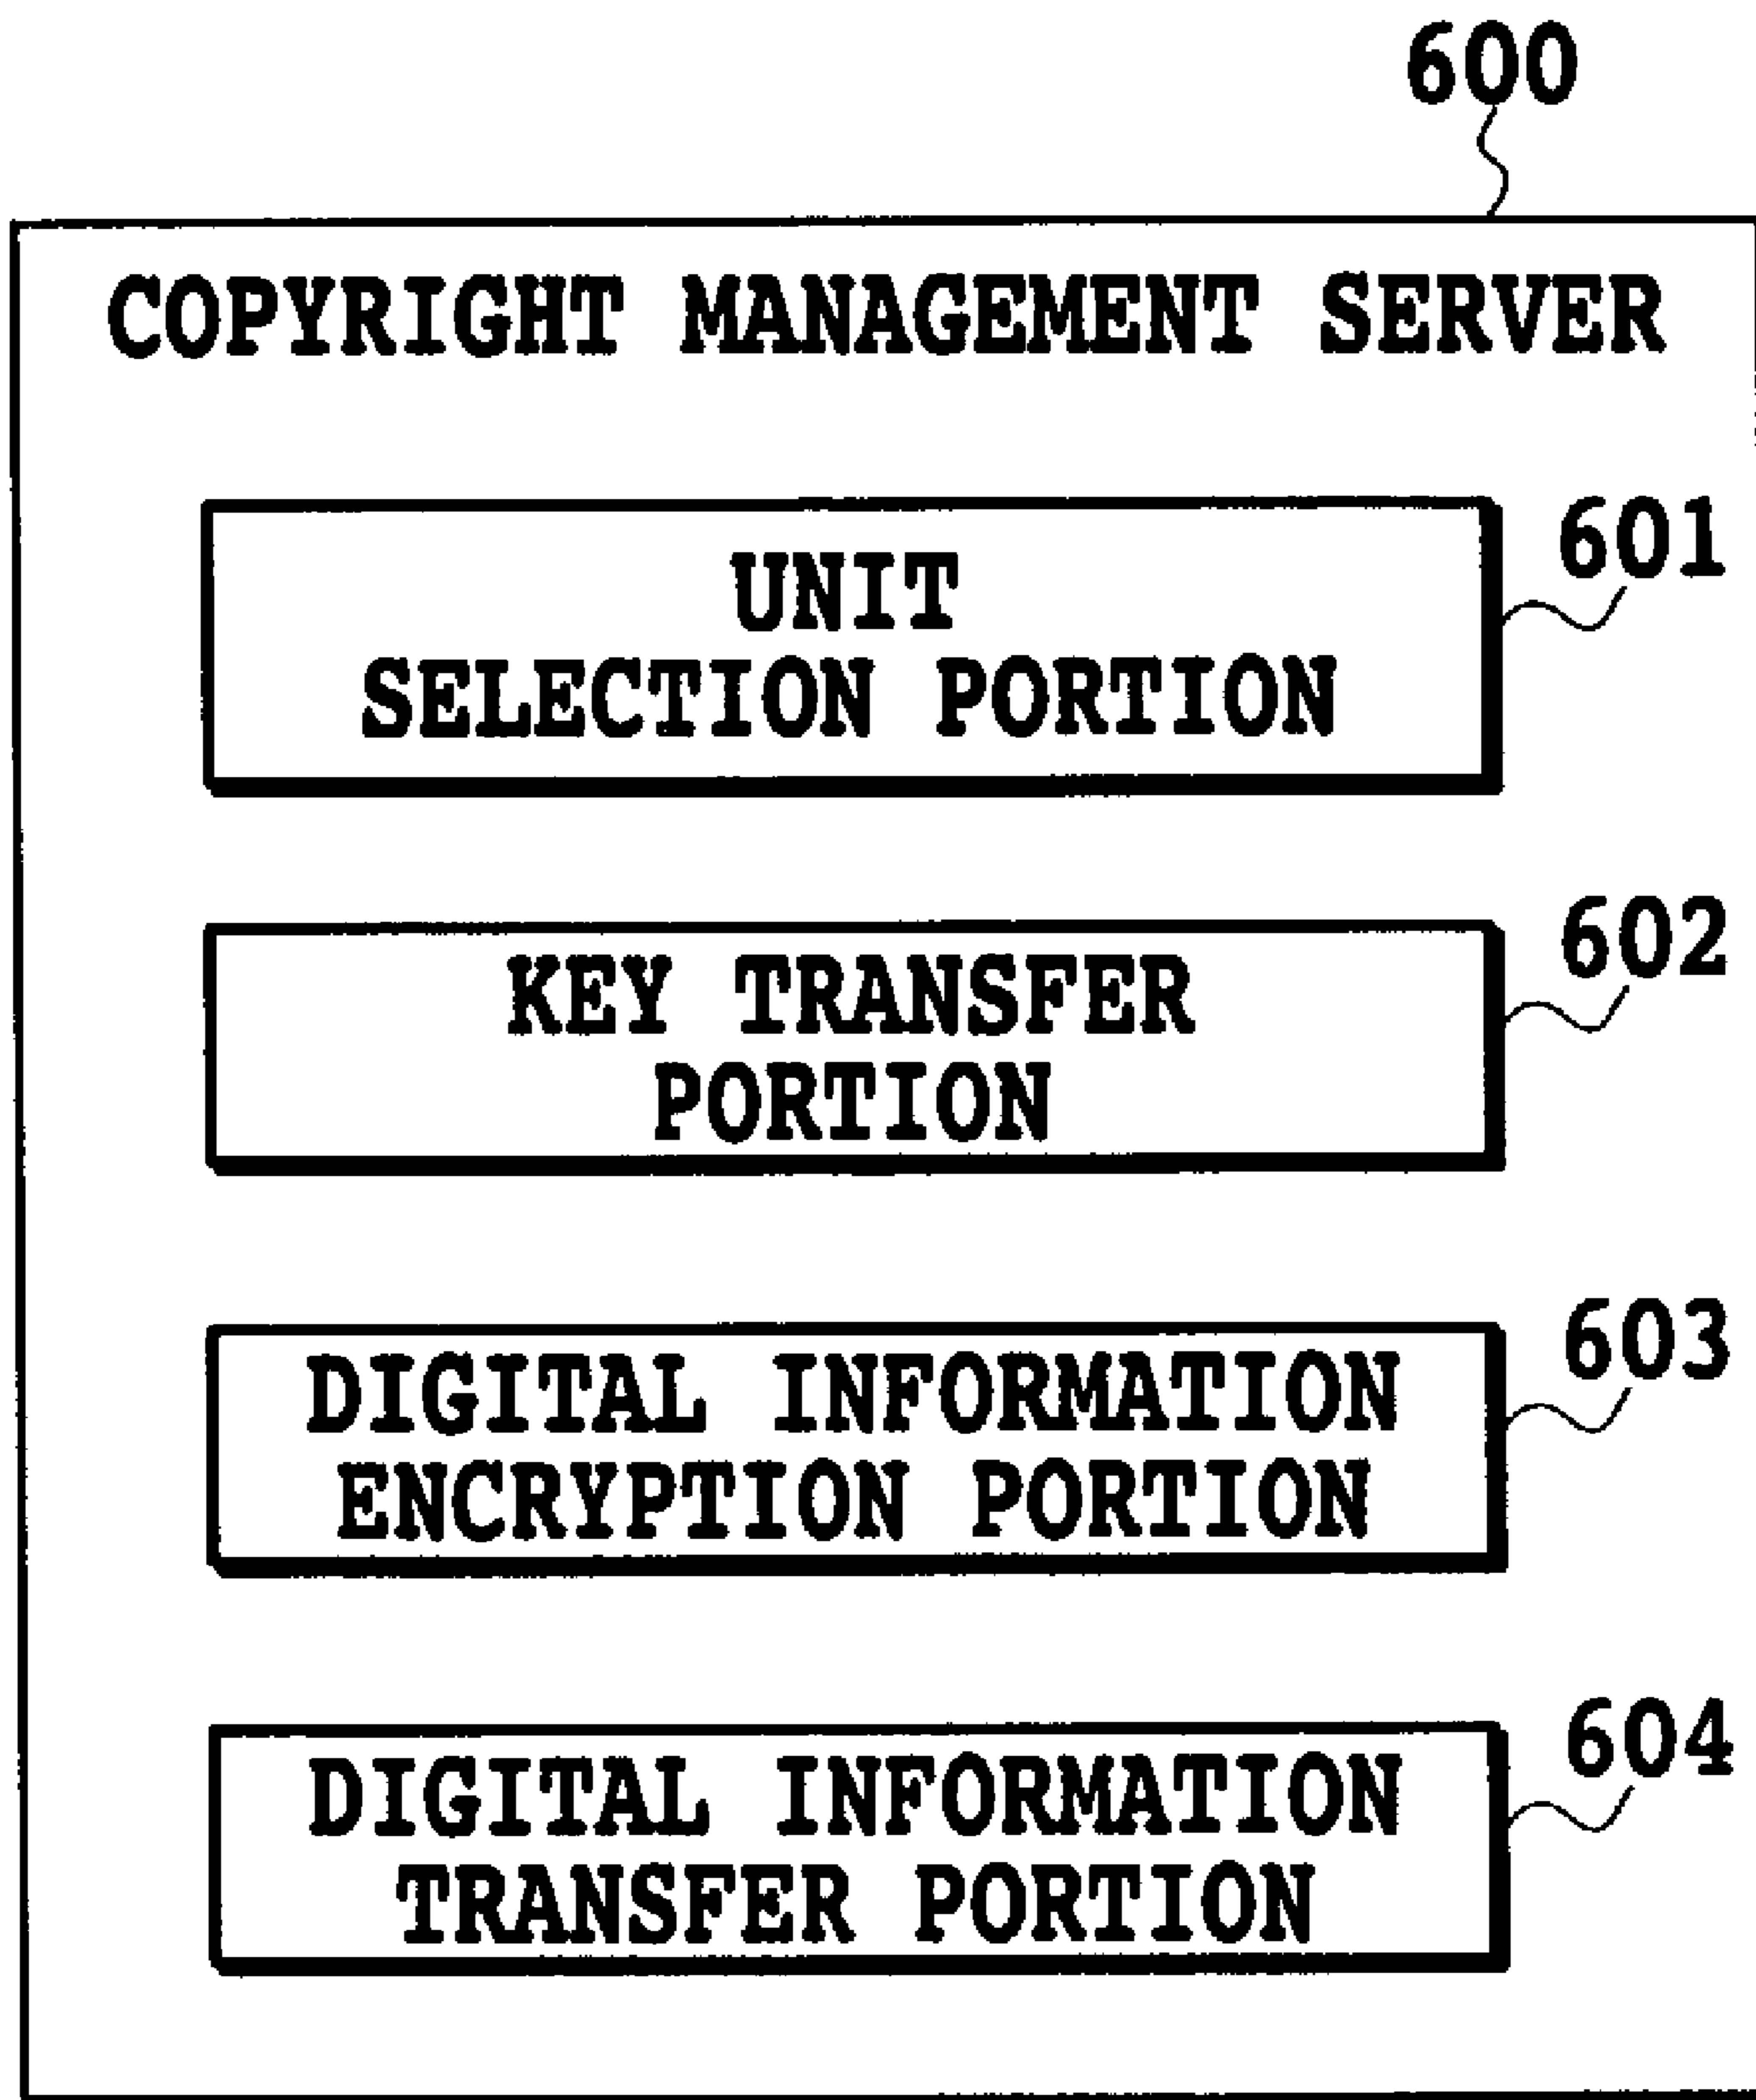 600
COPYRIGHT MANAGEMENT SERVER
601
UNIT
SELECTION PORTION
602
KEY TRANSFER
PORTION
603
DIGITAL INFORMATION
ENCRYPTION PORTION
604
DIGITAL INFORMATION
TRANSFER PORTION